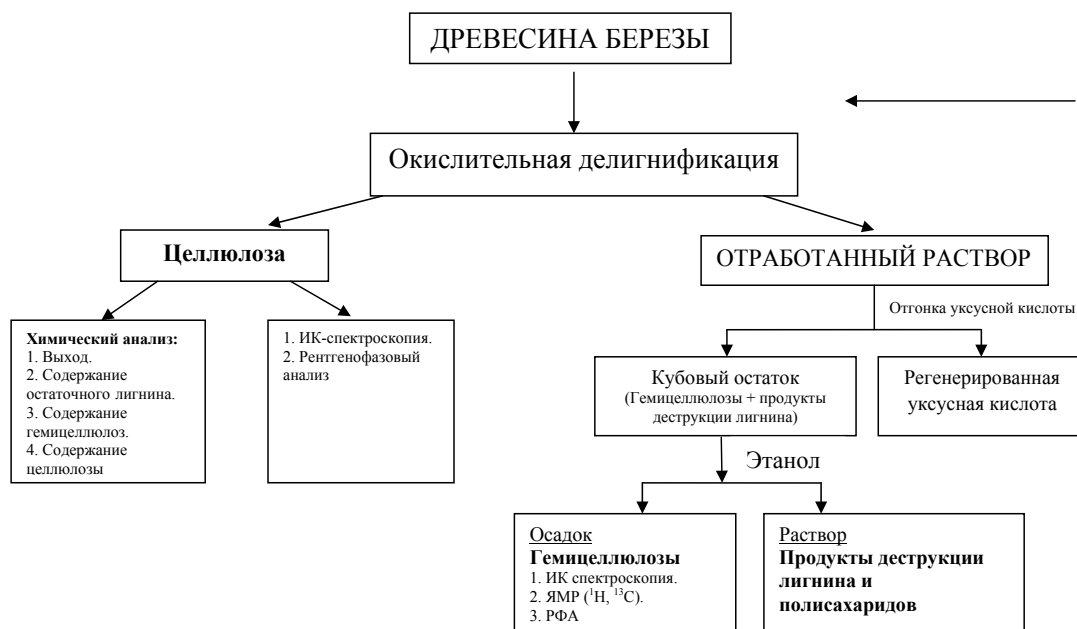 ДРЕВЕСИНА БЕРЕЗЫ
Окислительная делигнификация
Целлюлоза
ОТРАБОТАННЫЙ РАСТВОР
Отгонка уксусной кислоты
Химический анализ:
1. Выход.
2. Содержание
остаточного лигнина.
3. Содержание
гемицеллюлоз.
4. Содержание
целлюлозы
1. ИК-спектроскопия.
2. Рентгенофазовый
анализ
Кубовый остаток
(Гемицеллюлозы + продукты
деструкции лигнина)
Регенерированная
уксусная кислота
Этанол
Осадок
Гемицеллюлозы
1. ИК спектроскопия.
2. ЯМР (¹H, ¹³C).
3. РФА
Раствор
Продукты деструкции
лигнина и
полисахаридов